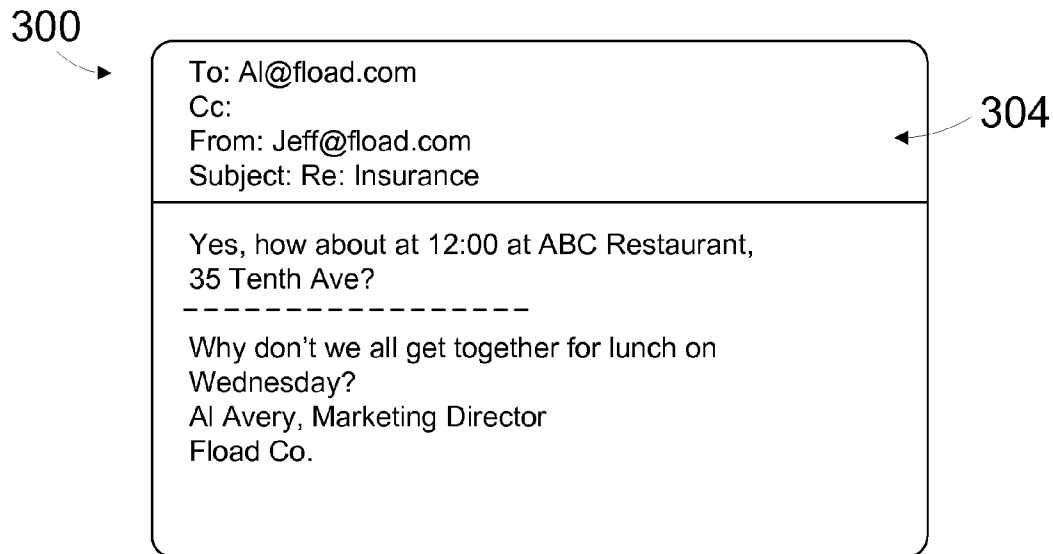 300
To: Al@fload.com
Cc:
From: Jeff@fload.com
Subject: Re: Insurance
304
Yes, how about at 12:00 at ABC Restaurant,
35 Tenth Ave?
Why don't we all get together for lunch on
Wednesday?
Al Avery, Marketing Director
Fload Co.